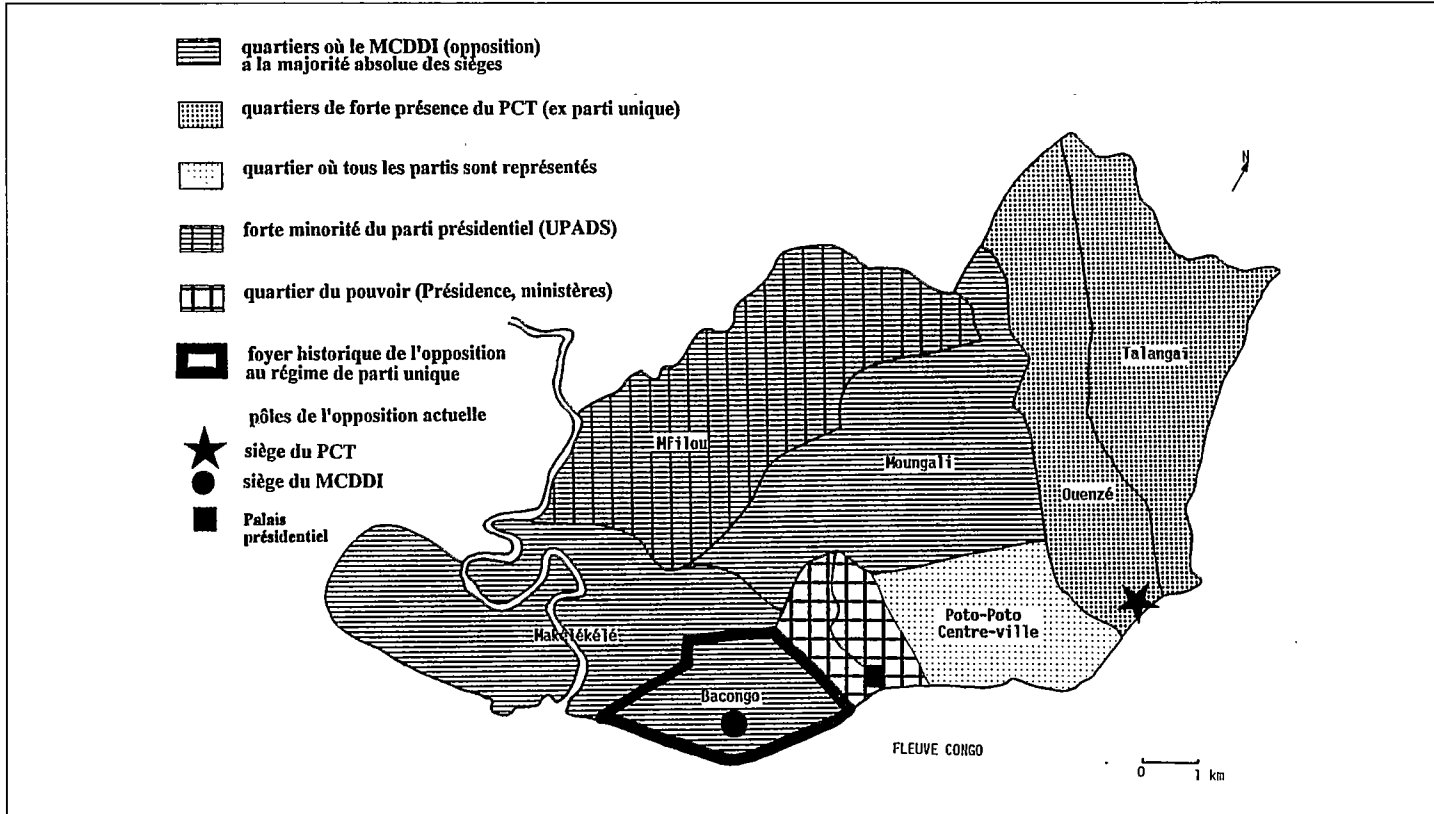 quartiers où le MCDDI (opposition)
a la majorité absolue des sièges
quartiers de forte présence du PCT (ex parti unique)
quartier où tous les partis sont représentés
forte minorité du parti présidentiel (UPADS)
quartier du pouvoir (Présidence, ministères)
foyer historique de l'opposition
au régime de parti unique
pôles de l'opposition actuelle
siège du PCT
siège du MCDDI
Palais
présidentiel
N
Talangaï
Mfilou
Moungali
Ouenzé
Poto-Poto
Centre-ville
Makélékélé
Bacongo
FLEUVE CONGO
0 1 km